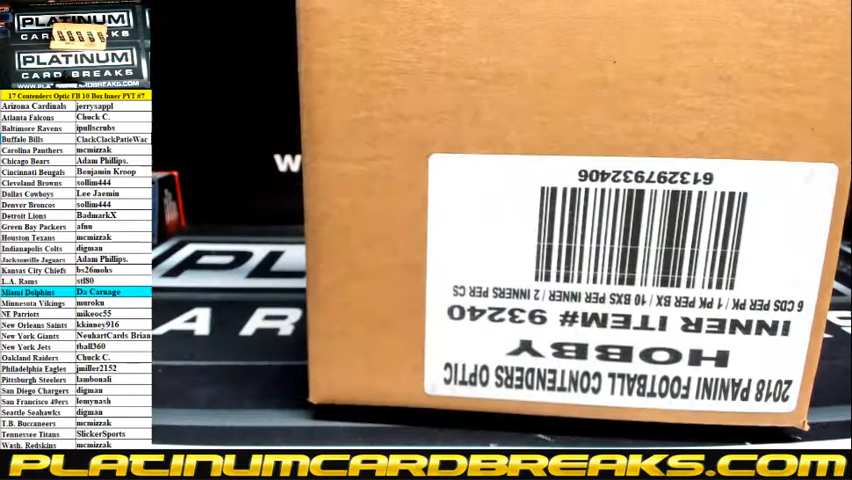 PLATINUM
CARD BREAKS
PLATINUM
CARD BREAKS
17 Contenders Optic FB 10 Box Inner PYT #7
Arizona Cardinals jerrysappl
Atlanta Falcons Chuck C.
Baltimore Ravens ipullscrubs
Buffalo Bills ClackClackPatieWac
Carolina Panthers mcmizzak
Chicago Bears Adam Phillips.
Cincinnati Bengals Benjamin Kroop
Cleveland Browns sollim444
Dallas Cowboys Lee Jaemin
Denver Broncos sollim444
Detroit Lions BadmarkX
Green Bay Packers afnu
Houston Texans mcmizzak
Indianapolis Colts digman
Jacksonville Jaguars Adam Phillips.
Kansas City Chiefs bs26mohs
L.A. Rams stl80
Miami Dolphins Da Carnage
Minnesota Vikings muroku
NE Patriots mikeoc55
New Orleans Saints kkinney916
New York Giants NeuhartCards Brian
New York Jets tball360
Oakland Raiders Chuck C.
Philadelphia Eagles jmiller2152
Pittsburgh Steelers lambonali
San Diego Chargers digman
San Francisco 49ers lemynash
Seattle Seahawks digman
T.B. Buccaneers mcmizzak
Tennessee Titans SlickerSports
Wash. Redskins mcmizzak
W
PL
A R
2018 PANINI FOOTBALL CONTENDERS OPTIC
HOBBY
INNER ITEM# 93240
6 CDS PER PK / 1 PK PER BX / 10 BXS PER INNER / 2 INNERS PER CS
613297932406
PLATINUMCARDBREAKS.COM